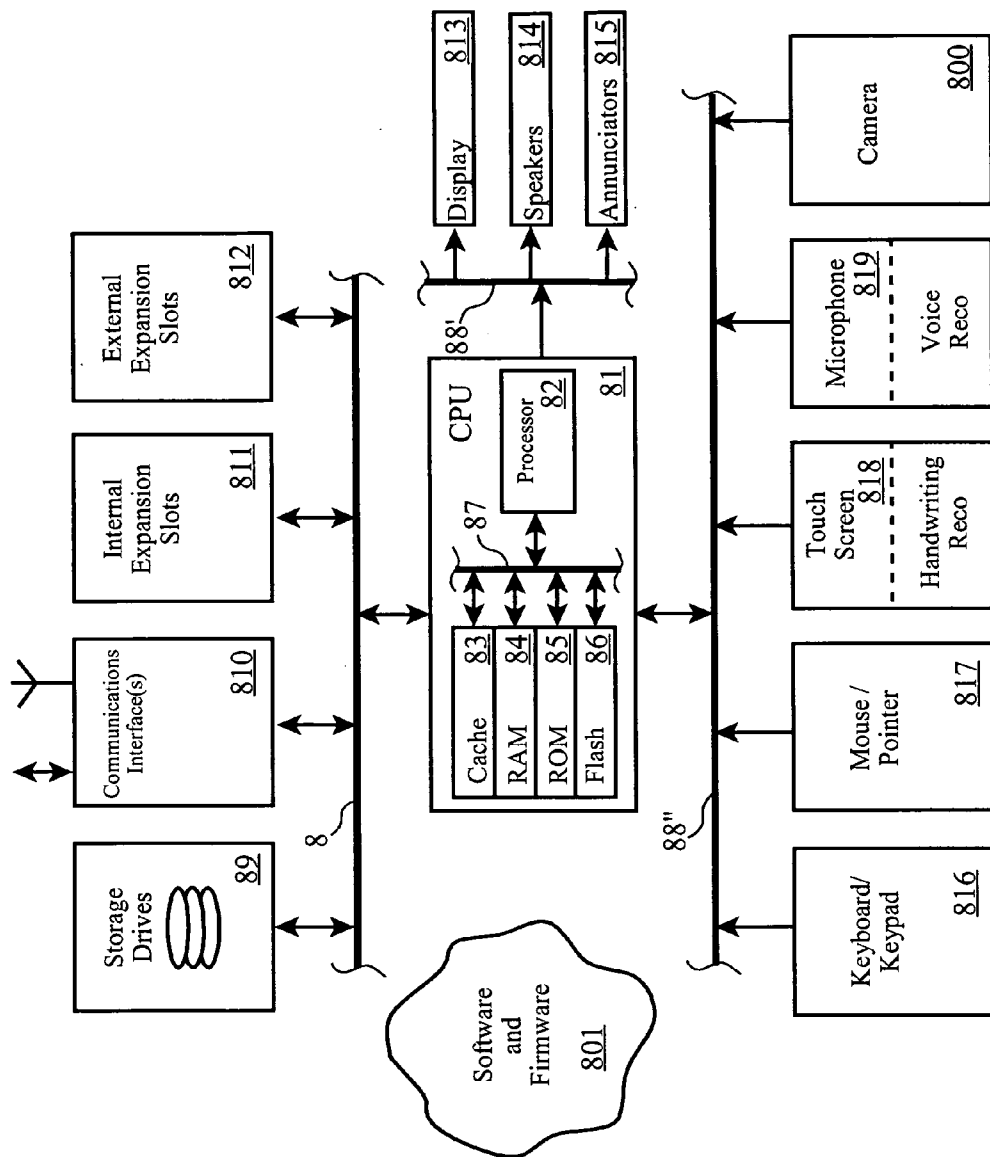 Storage
Drives
89
Communications
Interface(s)
810
Internal
Expansion
Slots
811
External
Expansion
Slots
812
8
Software
and
Firmware
801
CPU
Cache 83
RAM 84
ROM 85
Flash 86
87
Processor
82
81
88'
Display 813
Speakers 814
Annunciators 815
88"
Keyboard/
Keypad
816
Mouse /
Pointer
817
Touch
Screen
818
Handwriting
Reco
Microphone
819
Voice
Reco
Camera
800